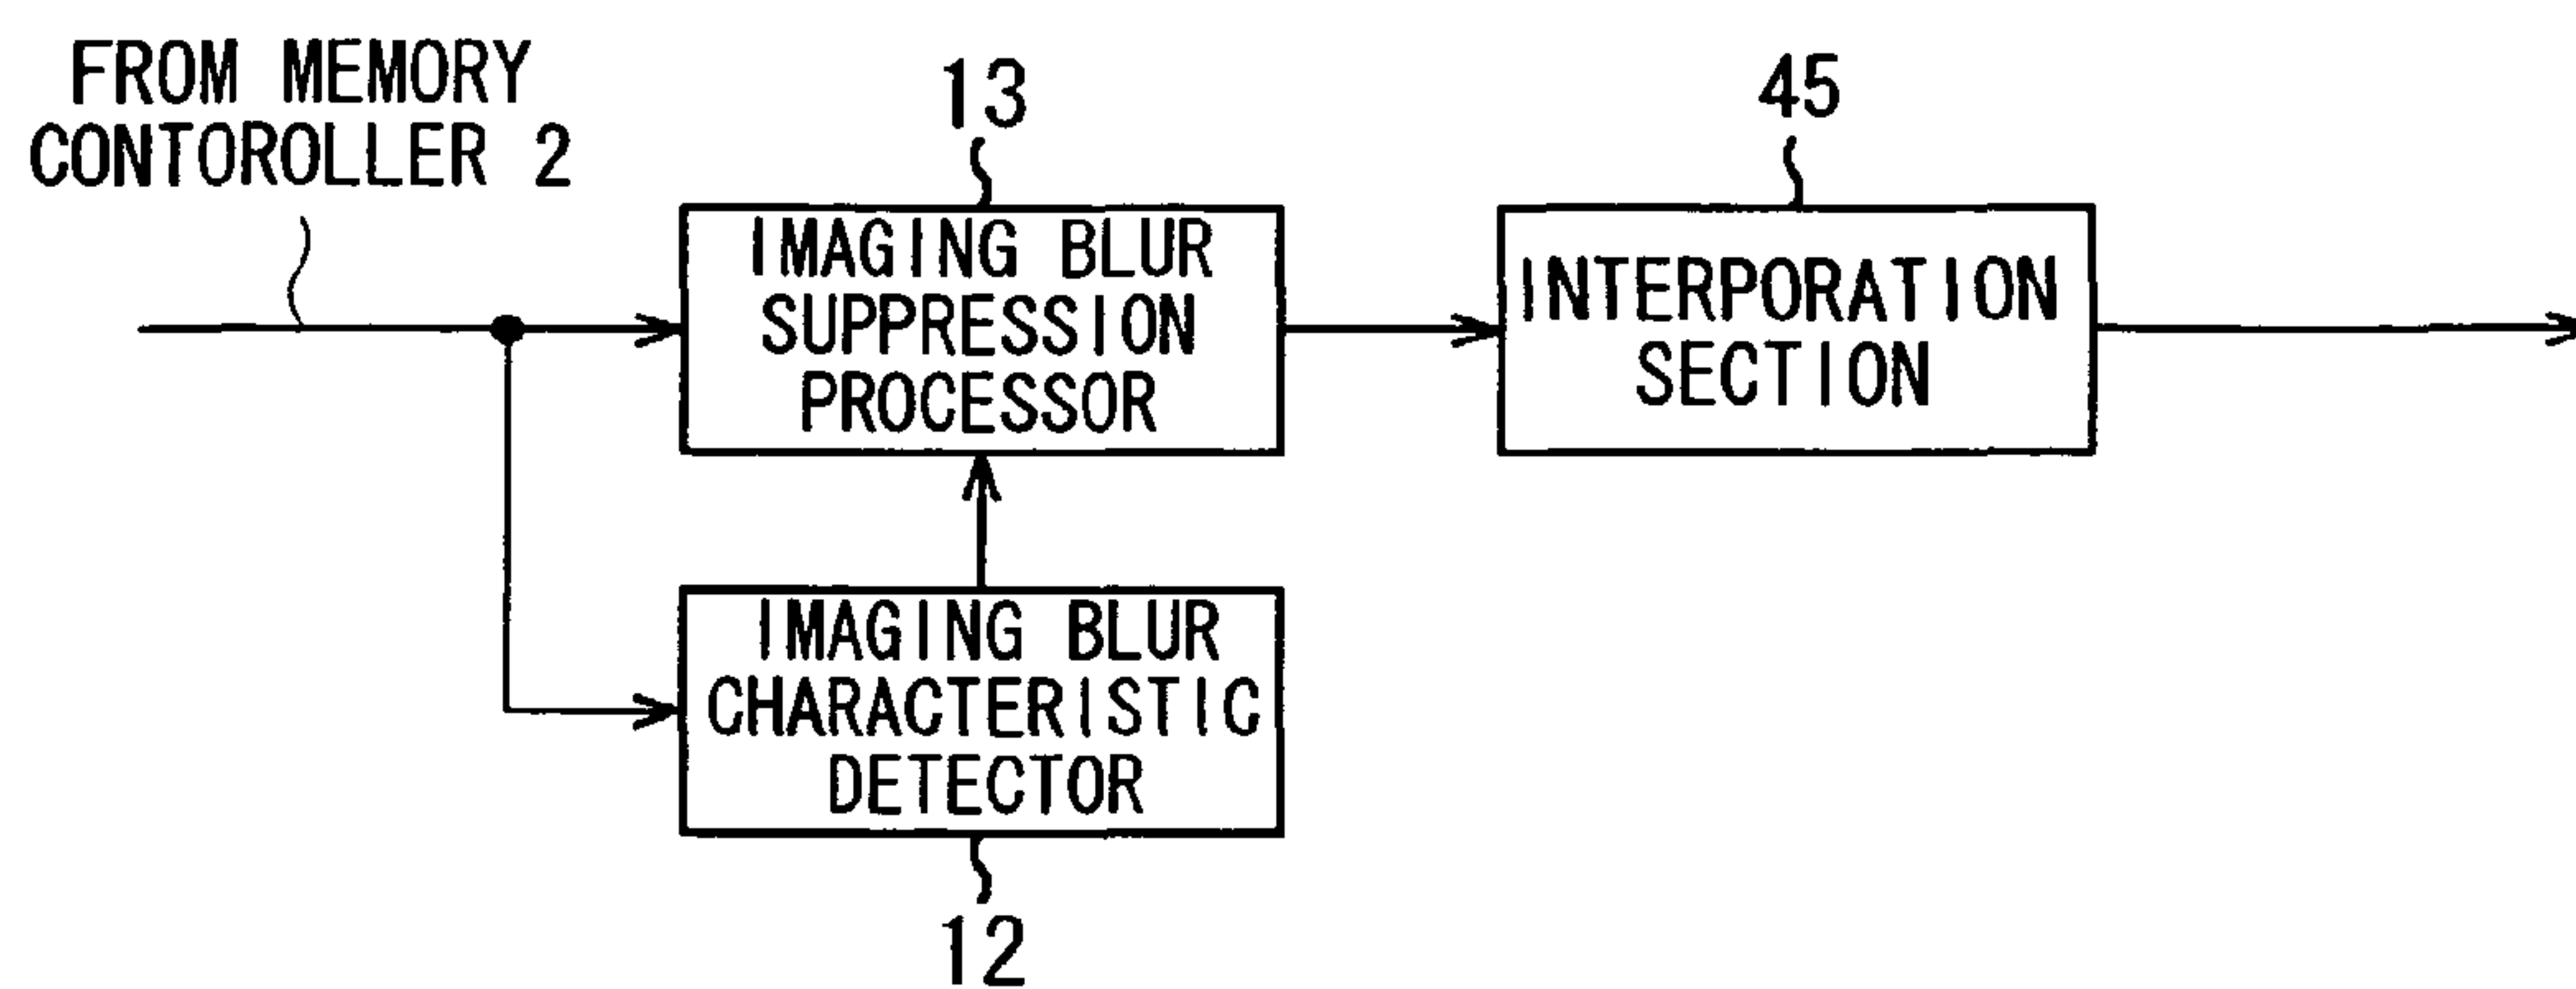 FROM MEMORY
CONTOROLLER 2
13
45
IMAGING BLUR
SUPPRESSION
PROCESSOR
INTERPORATION
SECTION
IMAGING BLUR
CHARACTERISTIC
DETECTOR
12